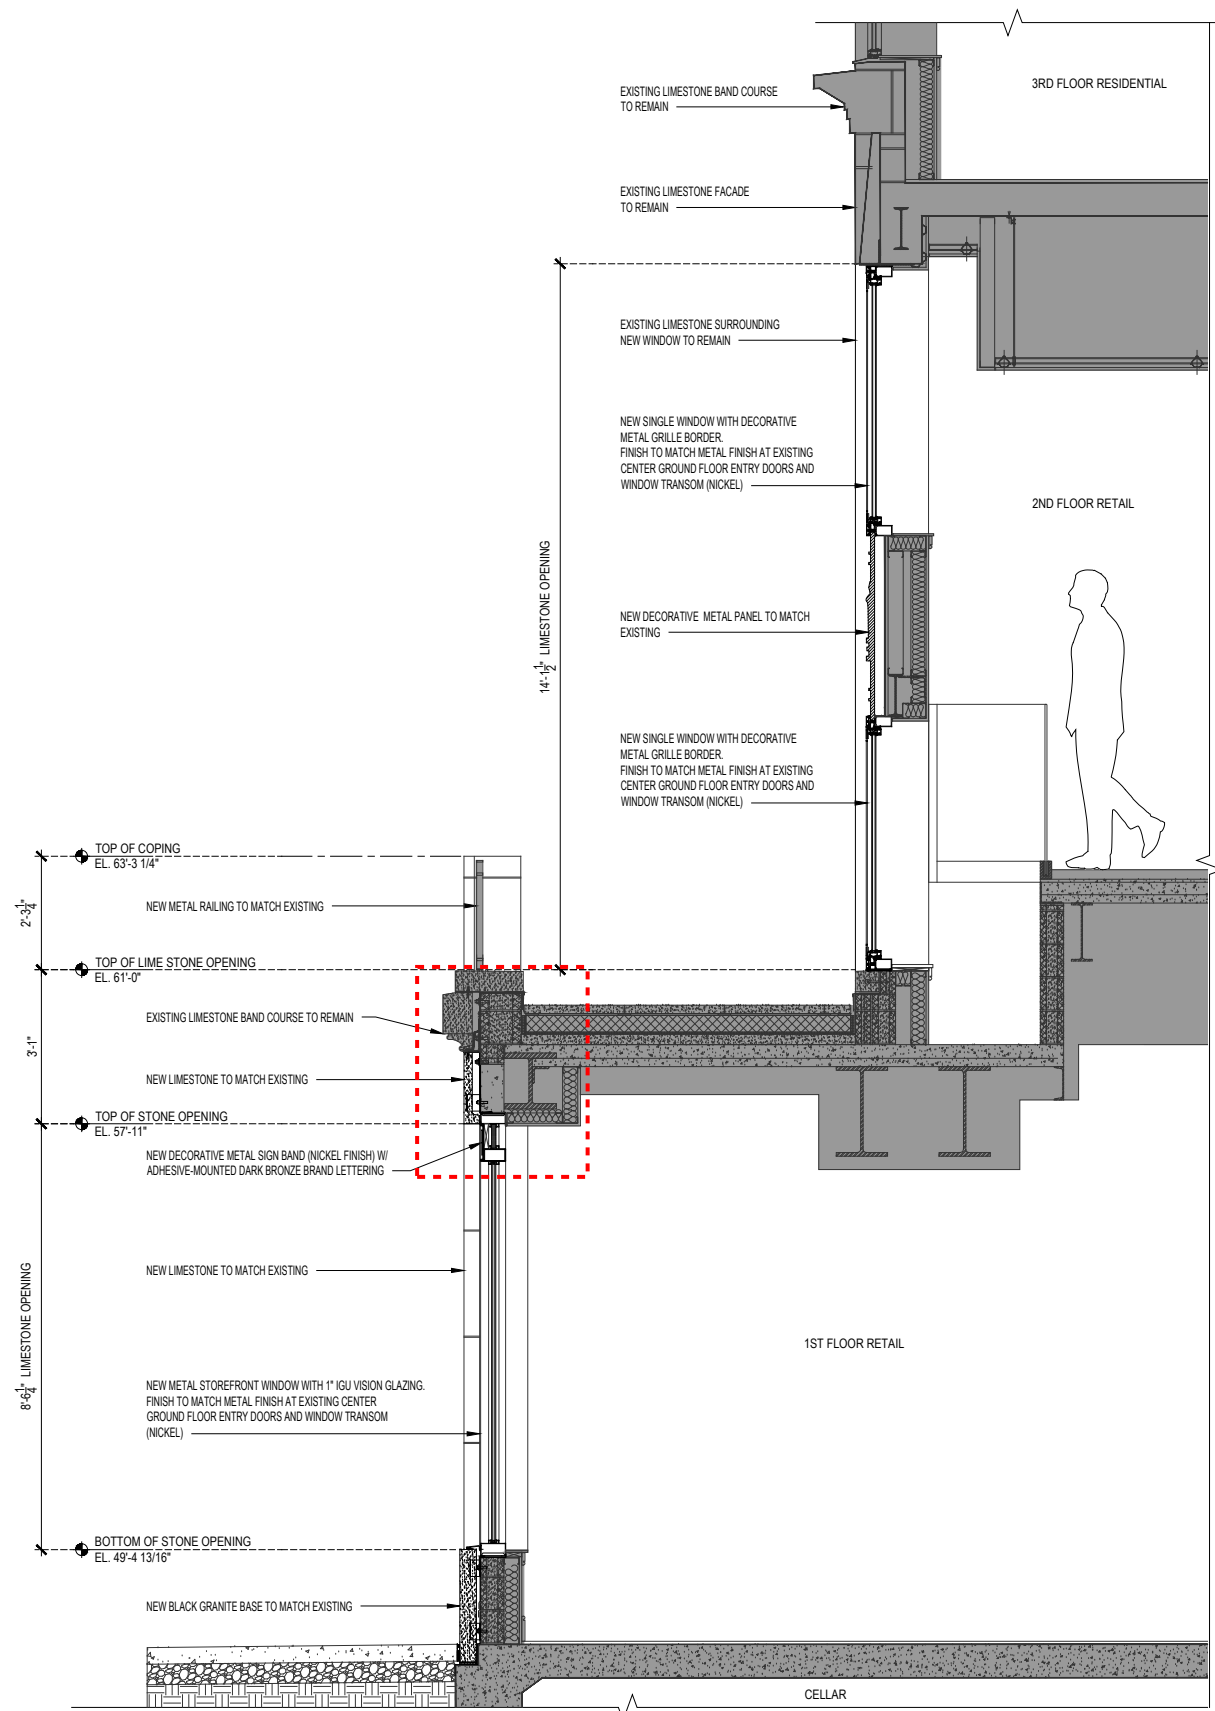 3RD FLOOR RESIDENTIAL
EXISTING LIMESTONE BAND COURSE
TO REMAIN
EXISTING LIMESTONE FACADE
TO REMAIN
EXISTING LIMESTONE SURROUNDING
NEW WINDOW TO REMAIN
NEW SINGLE WINDOW WITH DECORATIVE
METAL GRILLE BORDER.
FINISH TO MATCH METAL FINISH AT EXISTING
CENTER GROUND FLOOR ENTRY DOORS AND
WINDOW TRANSOM (NICKEL)
2ND FLOOR RETAIL
14'-1 1/2" LIMESTONE OPENING
NEW DECORATIVE METAL PANEL TO MATCH
EXISTING
NEW SINGLE WINDOW WITH DECORATIVE
METAL GRILLE BORDER.
FINISH TO MATCH METAL FINISH AT EXISTING
CENTER GROUND FLOOR ENTRY DOORS AND
WINDOW TRANSOM (NICKEL)
TOP OF COPING
EL. 63'-3 1/4"
2'-3 1/4"
NEW METAL RAILING TO MATCH EXISTING
TOP OF LIME STONE OPENING
EL. 61'-0"
EXISTING LIMESTONE BAND COURSE TO REMAIN
3'-1"
NEW LIMESTONE TO MATCH EXISTING
TOP OF STONE OPENING
EL. 57'-11"
NEW DECORATIVE METAL SIGN BAND (NICKEL FINISH) W/
ADHESIVE-MOUNTED DARK BRONZE BRAND LETTERING
NEW LIMESTONE TO MATCH EXISTING
8'-6 1/4" LIMESTONE OPENING
1ST FLOOR RETAIL
NEW METAL STOREFRONT WINDOW WITH 1" IGU VISION GLAZING.
FINISH TO MATCH METAL FINISH AT EXISTING CENTER
GROUND FLOOR ENTRY DOORS AND WINDOW TRANSOM
(NICKEL)
BOTTOM OF STONE OPENING
EL. 49'-4 13/16"
NEW BLACK GRANITE BASE TO MATCH EXISTING
CELLAR